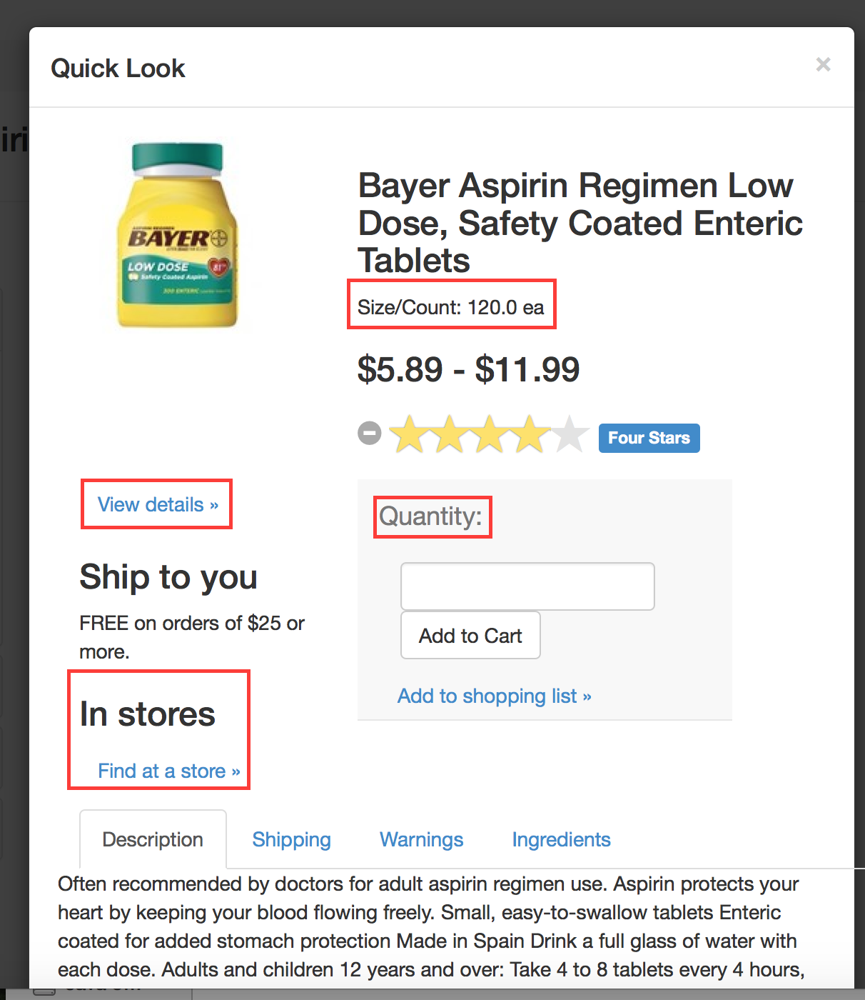 Quick Look
×
iri
BAYER
LOW DOSE
81
Safety Coated Aspirin
300 ENTERIC
Bayer Aspirin Regimen Low
Dose, Safety Coated Enteric
Tablets
Size/Count: 120.0 ea
$5.89 - $11.99
Four Stars
View details »
Quantity:
Ship to you
FREE on orders of $25 or
more.
Add to Cart
Add to shopping list »
In stores
Find at a store »
Description Shipping Warnings Ingredients
Often recommended by doctors for adult aspirin regimen use. Aspirin protects your
heart by keeping your blood flowing freely. Small, easy-to-swallow tablets Enteric
coated for added stomach protection Made in Spain Drink a full glass of water with
each dose. Adults and children 12 years and over: Take 4 to 8 tablets every 4 hours,